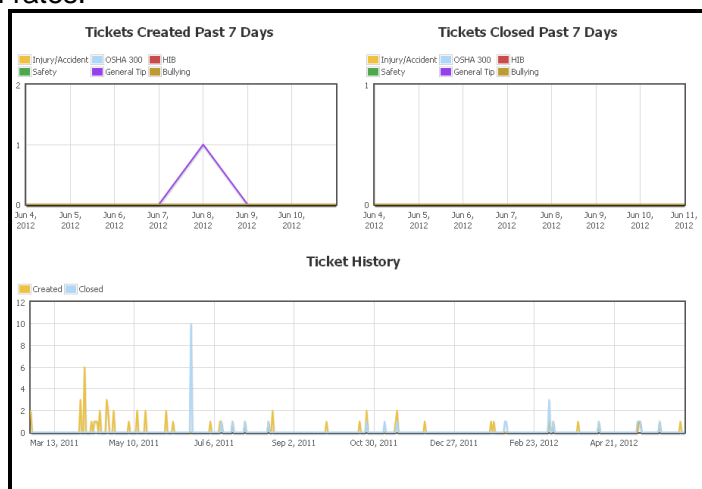 rates.
Tickets Created Past 7 Days
Injury/Accident OSHA 300 HIB
Safety General Tip Bullying
2
1
0
Jun 4, Jun 5, Jun 6, Jun 7, Jun 8, Jun 9, Jun 10,
2012 2012 2012 2012 2012 2012 2012
Tickets Closed Past 7 Days
Injury/Accident OSHA 300 HIB
Safety General Tip Bullying
1
0
Jun 4, Jun 5, Jun 6, Jun 7, Jun 8, Jun 9, Jun 10, Jun 11,
2012 2012 2012 2012 2012 2012 2012 2012
Ticket History
Created Closed
12
10
8
6
4
2
0
Mar 13, 2011 May 10, 2011 Jul 6, 2011 Sep 2, 2011 Oct 30, 2011 Dec 27, 2011 Feb 23, 2012 Apr 21, 2012